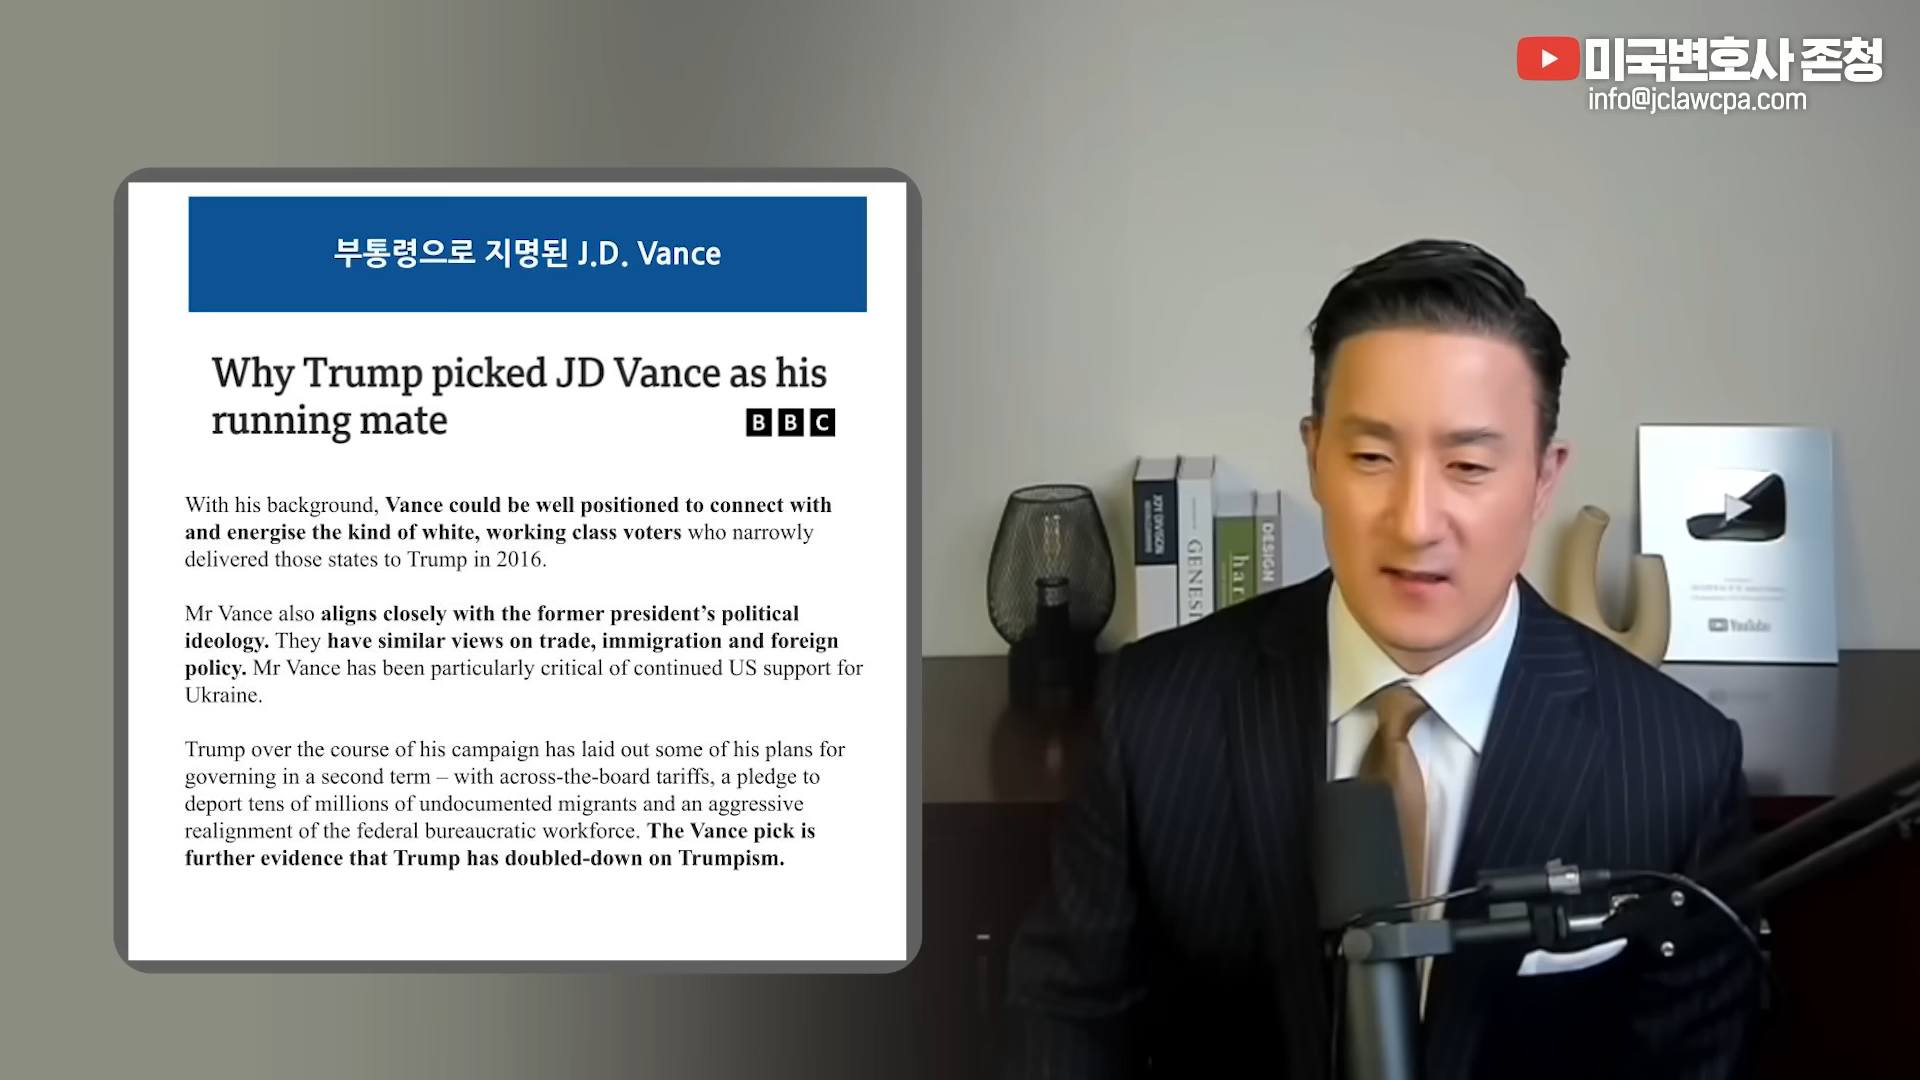 미국변호사 존청
info@jclawcpa.com
부통령으로 지명된 J.D. Vance
Why Trump picked JD Vance as his
running mate
BBC
With his background, Vance could be well positioned to connect with
and energise the kind of white, working class voters who narrowly
delivered those states to Trump in 2016.
Mr Vance also aligns closely with the former president’s political
ideology. They have similar views on trade, immigration and foreign
policy. Mr Vance has been particularly critical of continued US support for
Ukraine.
Trump over the course of his campaign has laid out some of his plans for
governing in a second term – with across-the-board tariffs, a pledge to
deport tens of millions of undocumented migrants and an aggressive
realignment of the federal bureaucratic workforce. The Vance pick is
further evidence that Trump has doubled-down on Trumpism.
JOY DIVISION
GENESI
har
DESIGN
YouTube